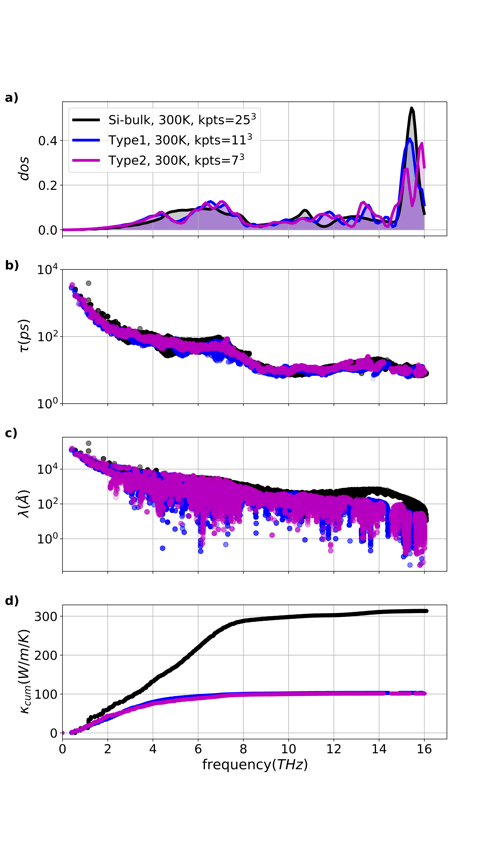 a)
Si-bulk, 300K, kpts=25³
Type1, 300K, kpts=11³
Type2, 300K, kpts=7³
dos
0.4
0.2
0.0
b)
τ(ps)
10⁴
10²
10⁰
c)
λ(Å)
10⁴
10²
10⁰
d)
κcum(W/m/K)
300
200
100
0
0 2 4 6 8 10 12 14 16
frequency(THz)